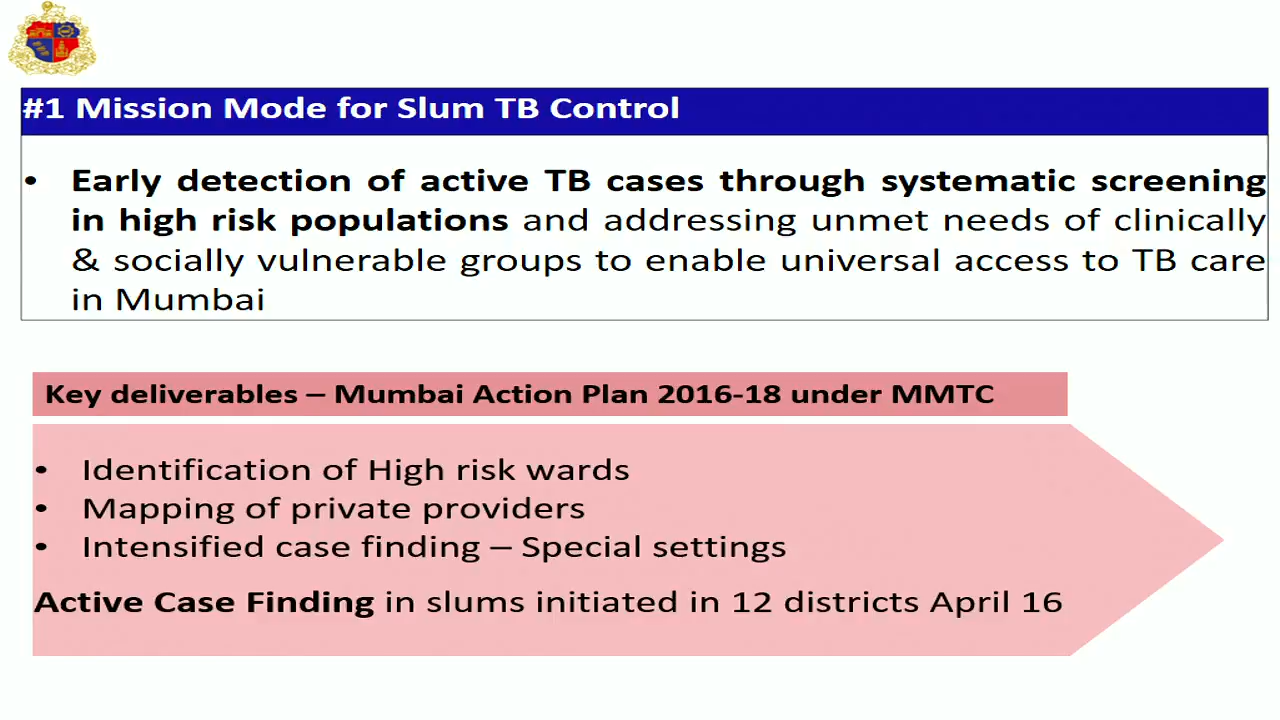 #1 Mission Mode for Slum TB Control
• Early detection of active TB cases through systematic screening
in high risk populations and addressing unmet needs of clinically
& socially vulnerable groups to enable universal access to TB care
in Mumbai
Key deliverables – Mumbai Action Plan 2016-18 under MMTC
• Identification of High risk wards
• Mapping of private providers
• Intensified case finding – Special settings
Active Case Finding in slums initiated in 12 districts April 16